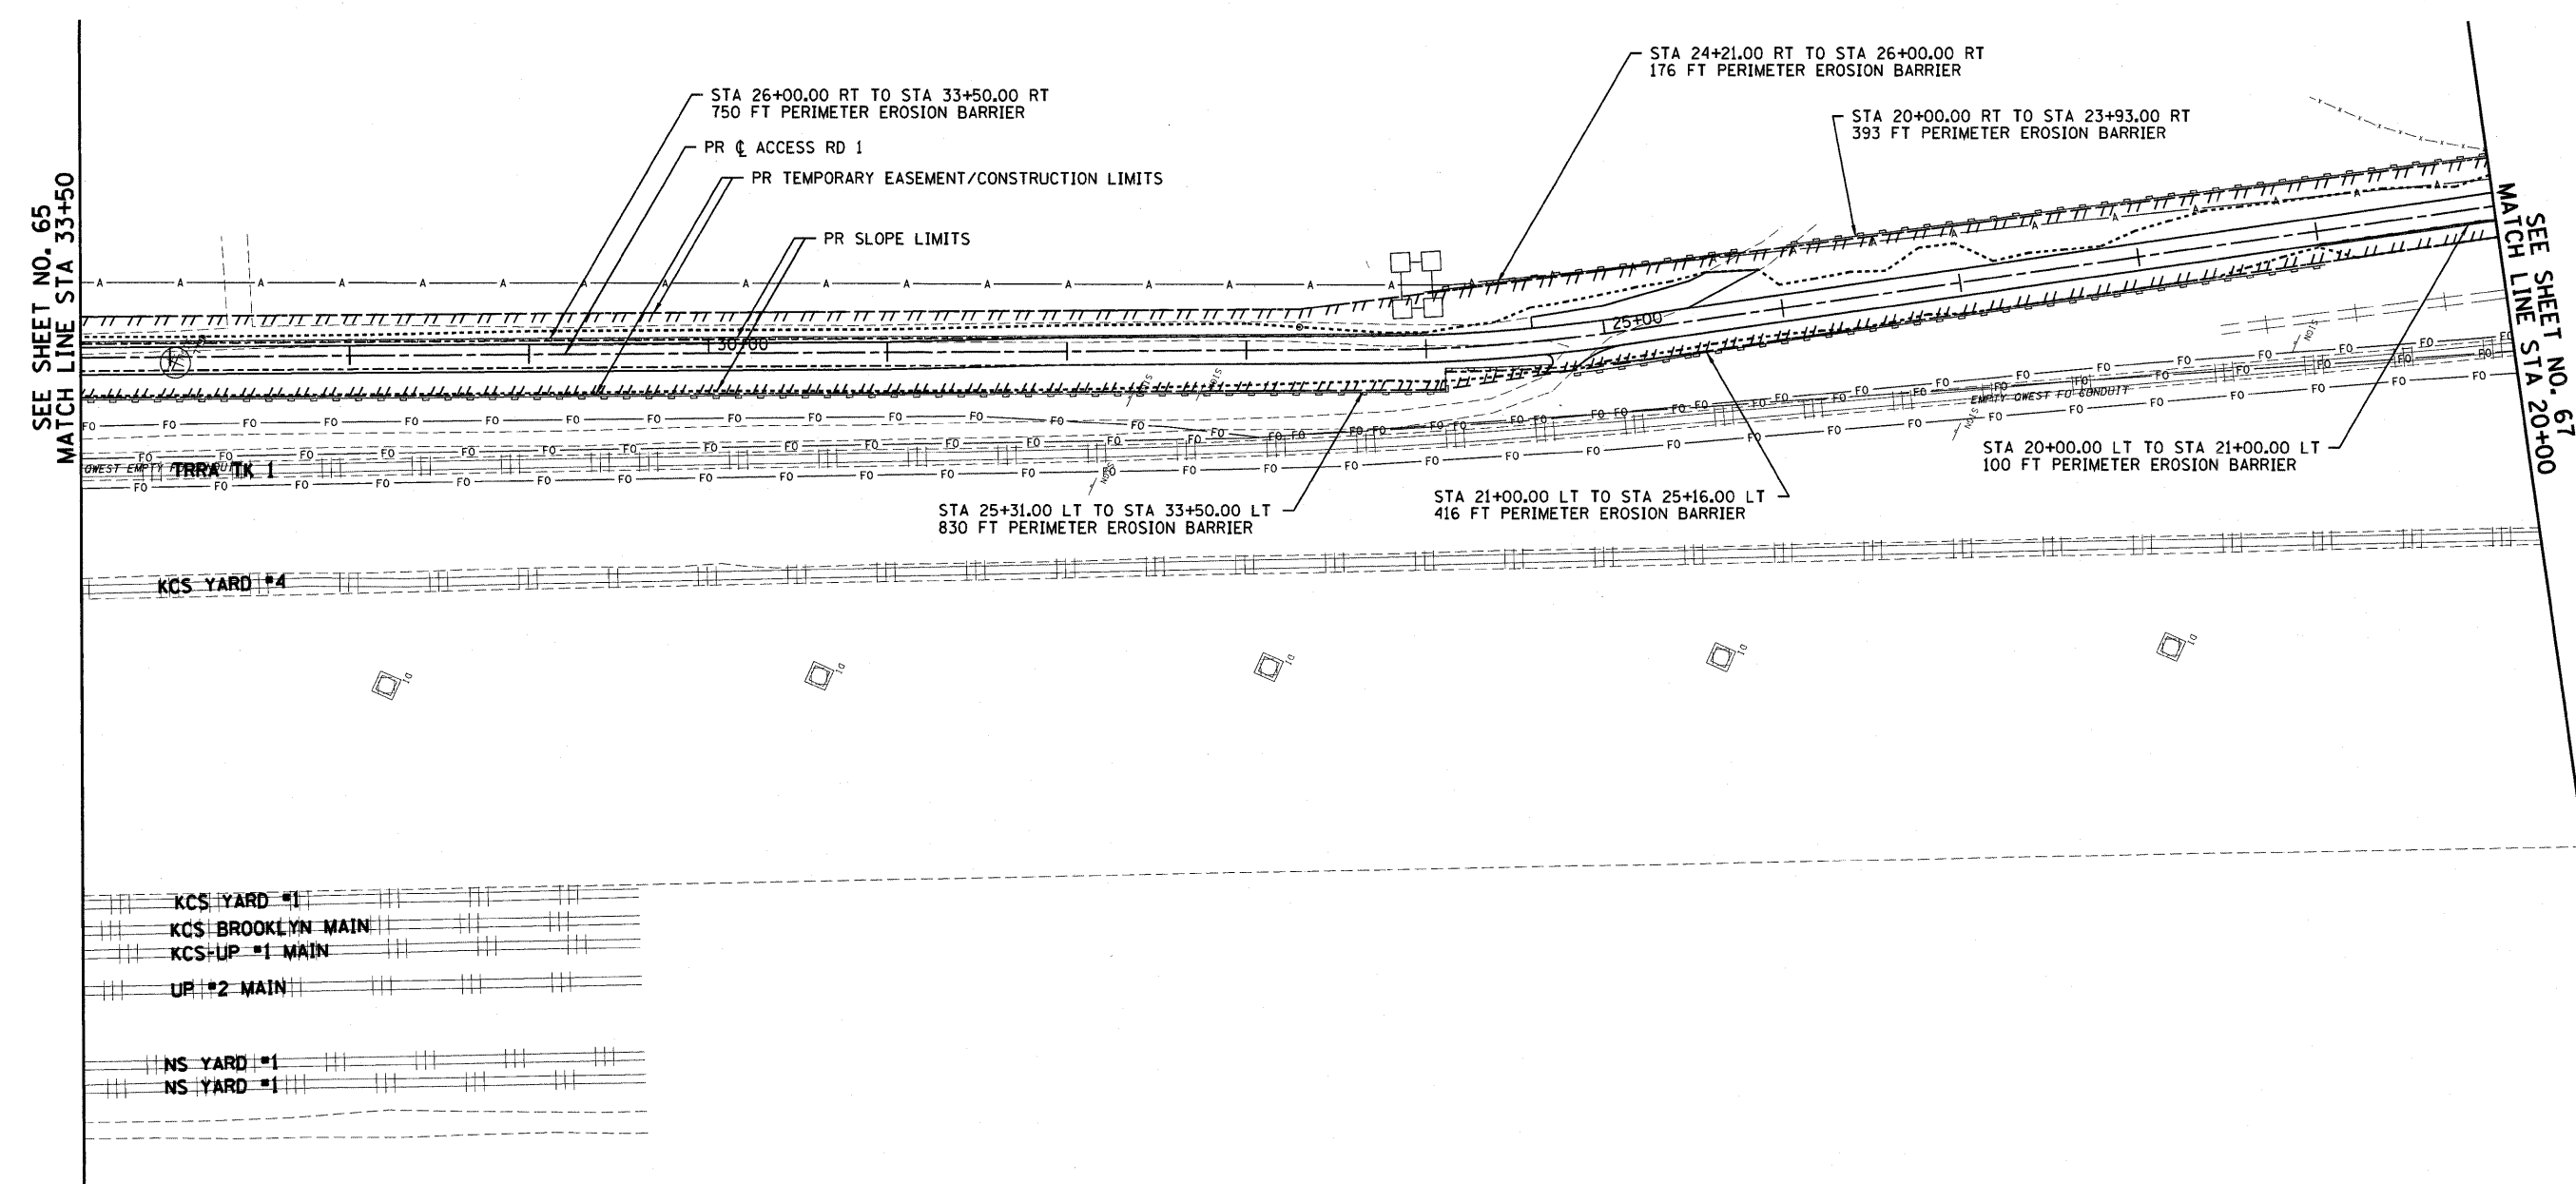 SEE SHEET NO. 65
MATCH LINE STA 33+50
STA 26+00.00 RT TO STA 33+50.00 RT
750 FT PERIMETER EROSION BARRIER
PR ℄ ACCESS RD 1
PR TEMPORARY EASEMENT/CONSTRUCTION LIMITS
PR SLOPE LIMITS
STA 24+21.00 RT TO STA 26+00.00 RT
176 FT PERIMETER EROSION BARRIER
STA 20+00.00 RT TO STA 23+93.00 RT
393 FT PERIMETER EROSION BARRIER
SEE SHEET NO. 67
MATCH LINE STA 20+00
30+00
25+00
EMPTY QWEST FO CONDUIT
TRRA TK 1
STA 25+31.00 LT TO STA 33+50.00 LT
830 FT PERIMETER EROSION BARRIER
STA 21+00.00 LT TO STA 25+16.00 LT
416 FT PERIMETER EROSION BARRIER
STA 20+00.00 LT TO STA 21+00.00 LT
100 FT PERIMETER EROSION BARRIER
KCS YARD #4
KCS YARD #1
KCS BROOKLYN MAIN
KCS-UP #1 MAIN
UP #2 MAIN
NS YARD #1
NS YARD #1